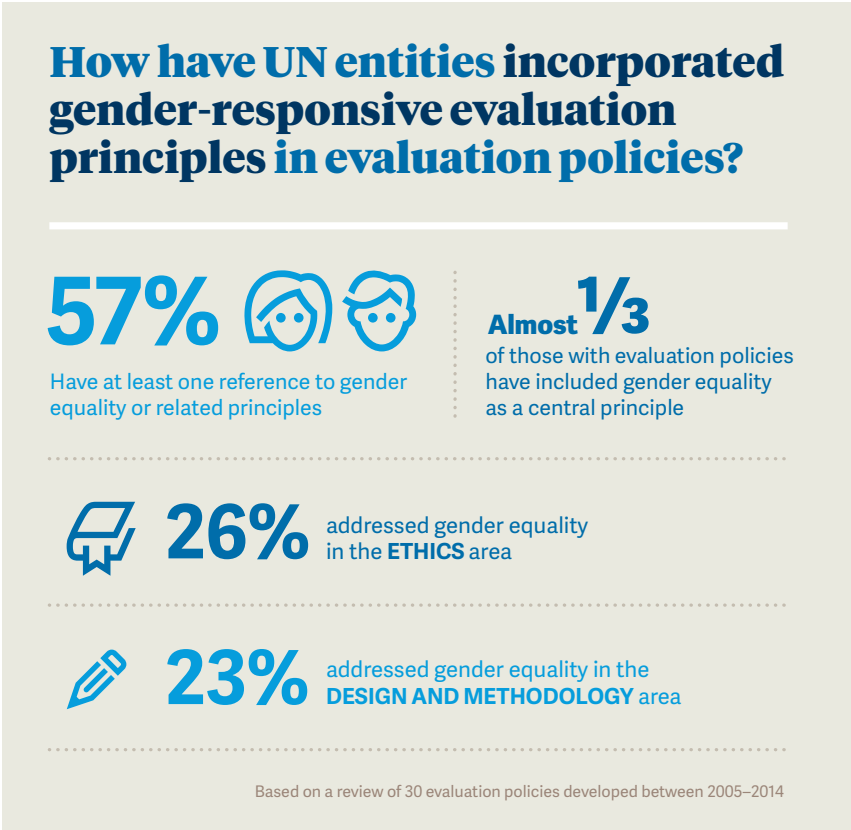 How have UN entities incorporated
gender-responsive evaluation
principles in evaluation policies?
57%
Have at least one reference to gender
equality or related principles
Almost 1/3
of those with evaluation policies
have included gender equality
as a central principle
26%
addressed gender equality
in the ETHICS area
23%
addressed gender equality in the
DESIGN AND METHODOLOGY area
Based on a review of 30 evaluation policies developed between 2005–2014